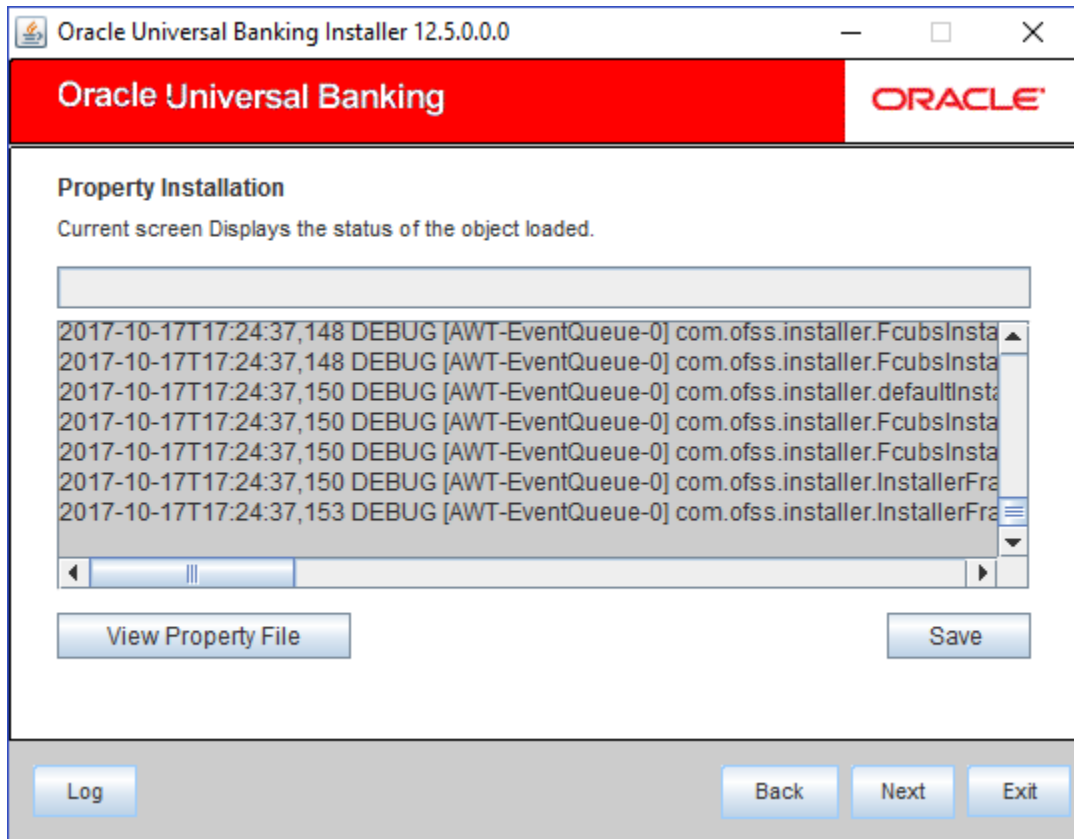 Oracle Universal Banking Installer 12.5.0.0.0
Oracle Universal Banking
ORACLE
Property Installation
Current screen Displays the status of the object loaded.
2017-10-17T17:24:37,148 DEBUG [AWT-EventQueue-0] com.ofss.installer.FcubsInsta
2017-10-17T17:24:37,148 DEBUG [AWT-EventQueue-0] com.ofss.installer.FcubsInsta
2017-10-17T17:24:37,150 DEBUG [AWT-EventQueue-0] com.ofss.installer.defaultInsta
2017-10-17T17:24:37,150 DEBUG [AWT-EventQueue-0] com.ofss.installer.FcubsInsta
2017-10-17T17:24:37,150 DEBUG [AWT-EventQueue-0] com.ofss.installer.FcubsInsta
2017-10-17T17:24:37,150 DEBUG [AWT-EventQueue-0] com.ofss.installer.InstallerFra
2017-10-17T17:24:37,153 DEBUG [AWT-EventQueue-0] com.ofss.installer.InstallerFra
View Property File
Save
Log
Back
Next
Exit